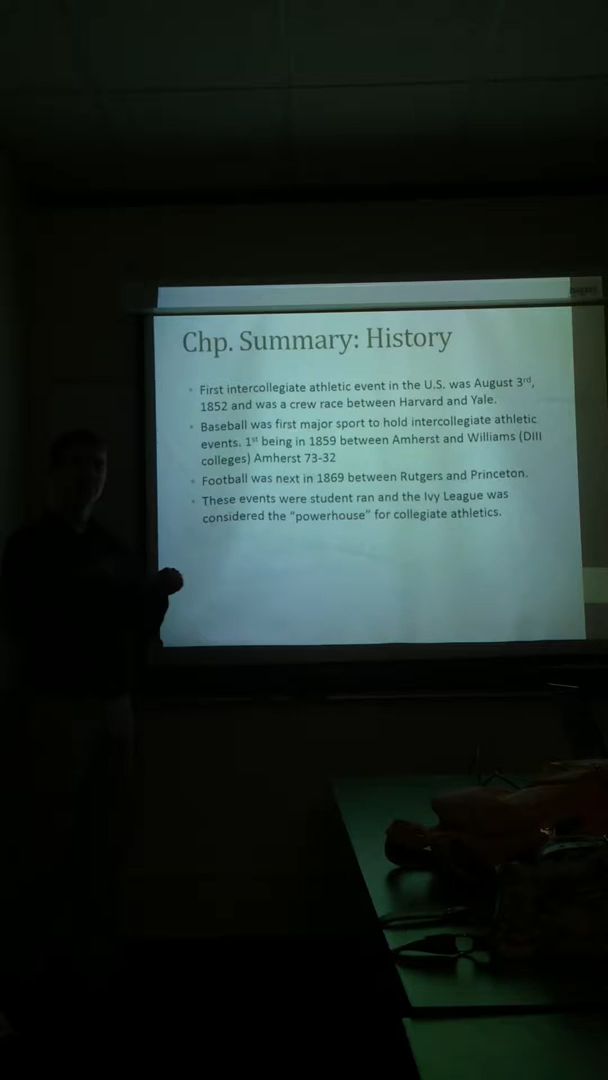 Chp. Summary: History
• First intercollegiate athletic event in the U.S. was August 3rd,
1852 and was a crew race between Harvard and Yale.
• Baseball was first major sport to hold intercollegiate athletic
events. 1st being in 1859 between Amherst and Williams (DIII
colleges) Amherst 73-32
• Football was next in 1869 between Rutgers and Princeton.
• These events were student ran and the Ivy League was
considered the "powerhouse" for collegiate athletics.